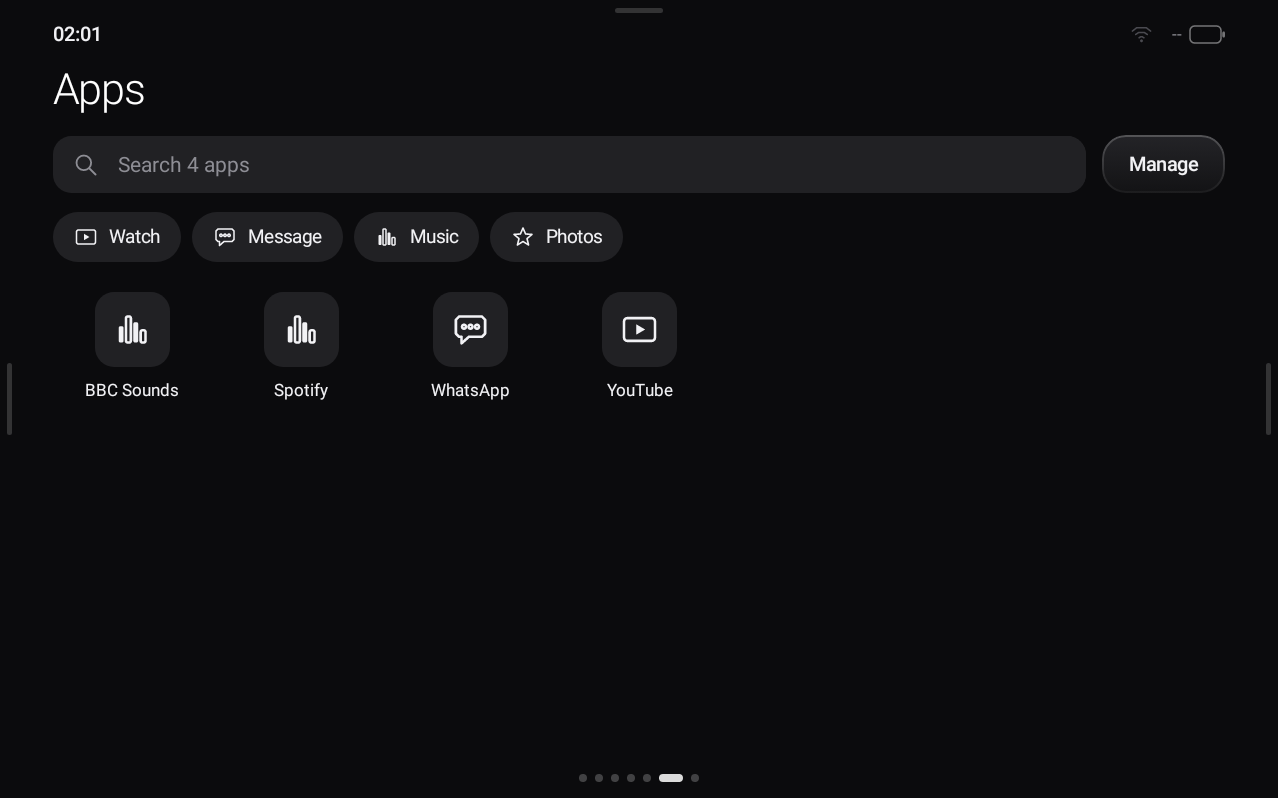 02:01
--
Apps
Search 4 apps
Manage
Watch
Message
Music
Photos
BBC Sounds
Spotify
WhatsApp
YouTube